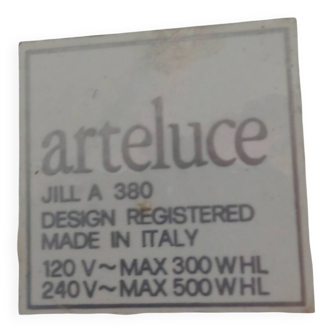 arteluce
JILL A 380
DESIGN REGISTERED
MADE IN ITALY
120 V~MAX 300 WHL
240 V~MAX 500 WHL